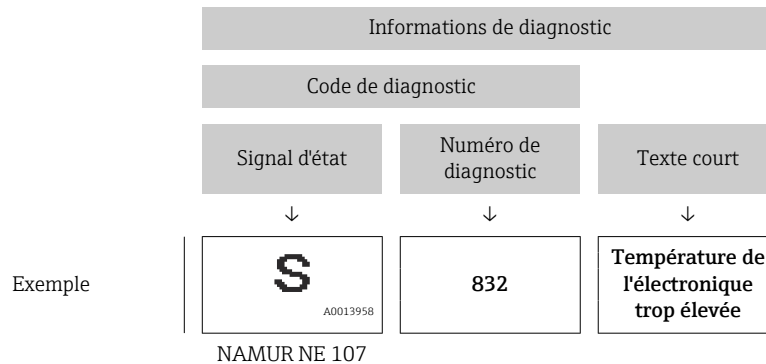 Informations de diagnostic
Code de diagnostic
Signal d'état
Numéro de
diagnostic
Texte court
↓ ↓ ↓
Exemple
S
A0013958
832
Température de
l'électronique
trop élevée
NAMUR NE 107